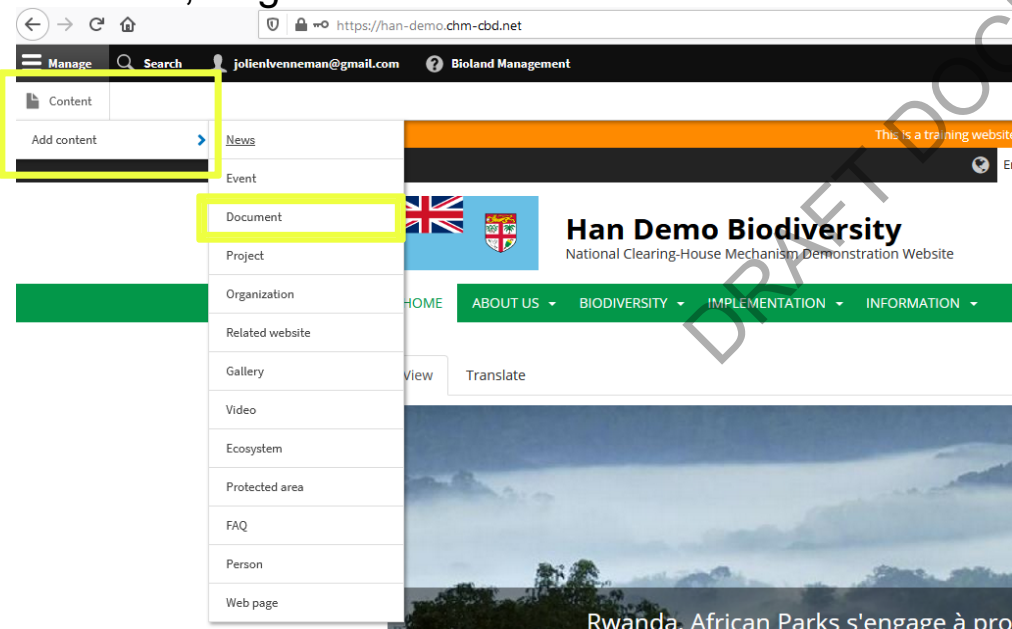 https://han-demo.chm-cbd.net
Manage Search jolienlvenneman@gmail.com Bioland Management
Content
Add content
News
Event
Document
Project
Organization
Related website
Gallery
Video
Ecosystem
Protected area
FAQ
Person
Web page
This is a training website
Han Demo Biodiversity
National Clearing-House Mechanism Demonstration Website
HOME ABOUT US BIODIVERSITY IMPLEMENTATION INFORMATION
View Translate
Rwanda, African Parks s'engage à pro
DRAFT DOC